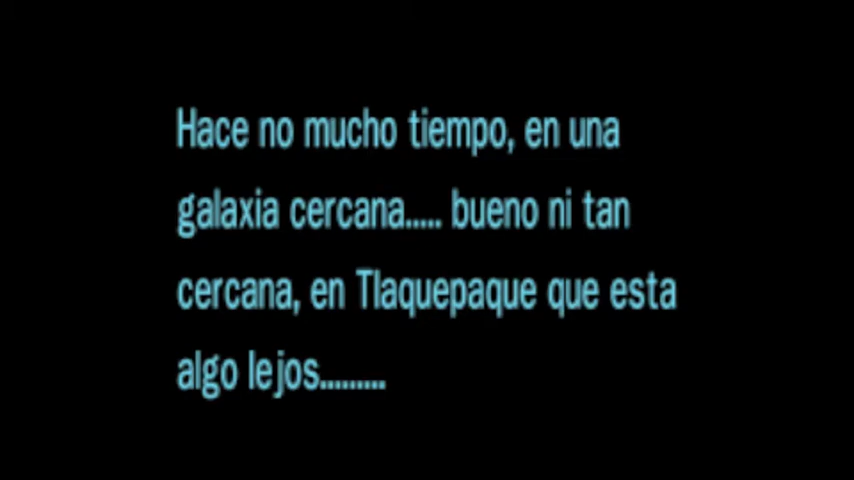 Hace no mucho tiempo, en una
galaxia cercana..... bueno ni tan
cercana, en Tlaquepaque que esta
algo lejos.........